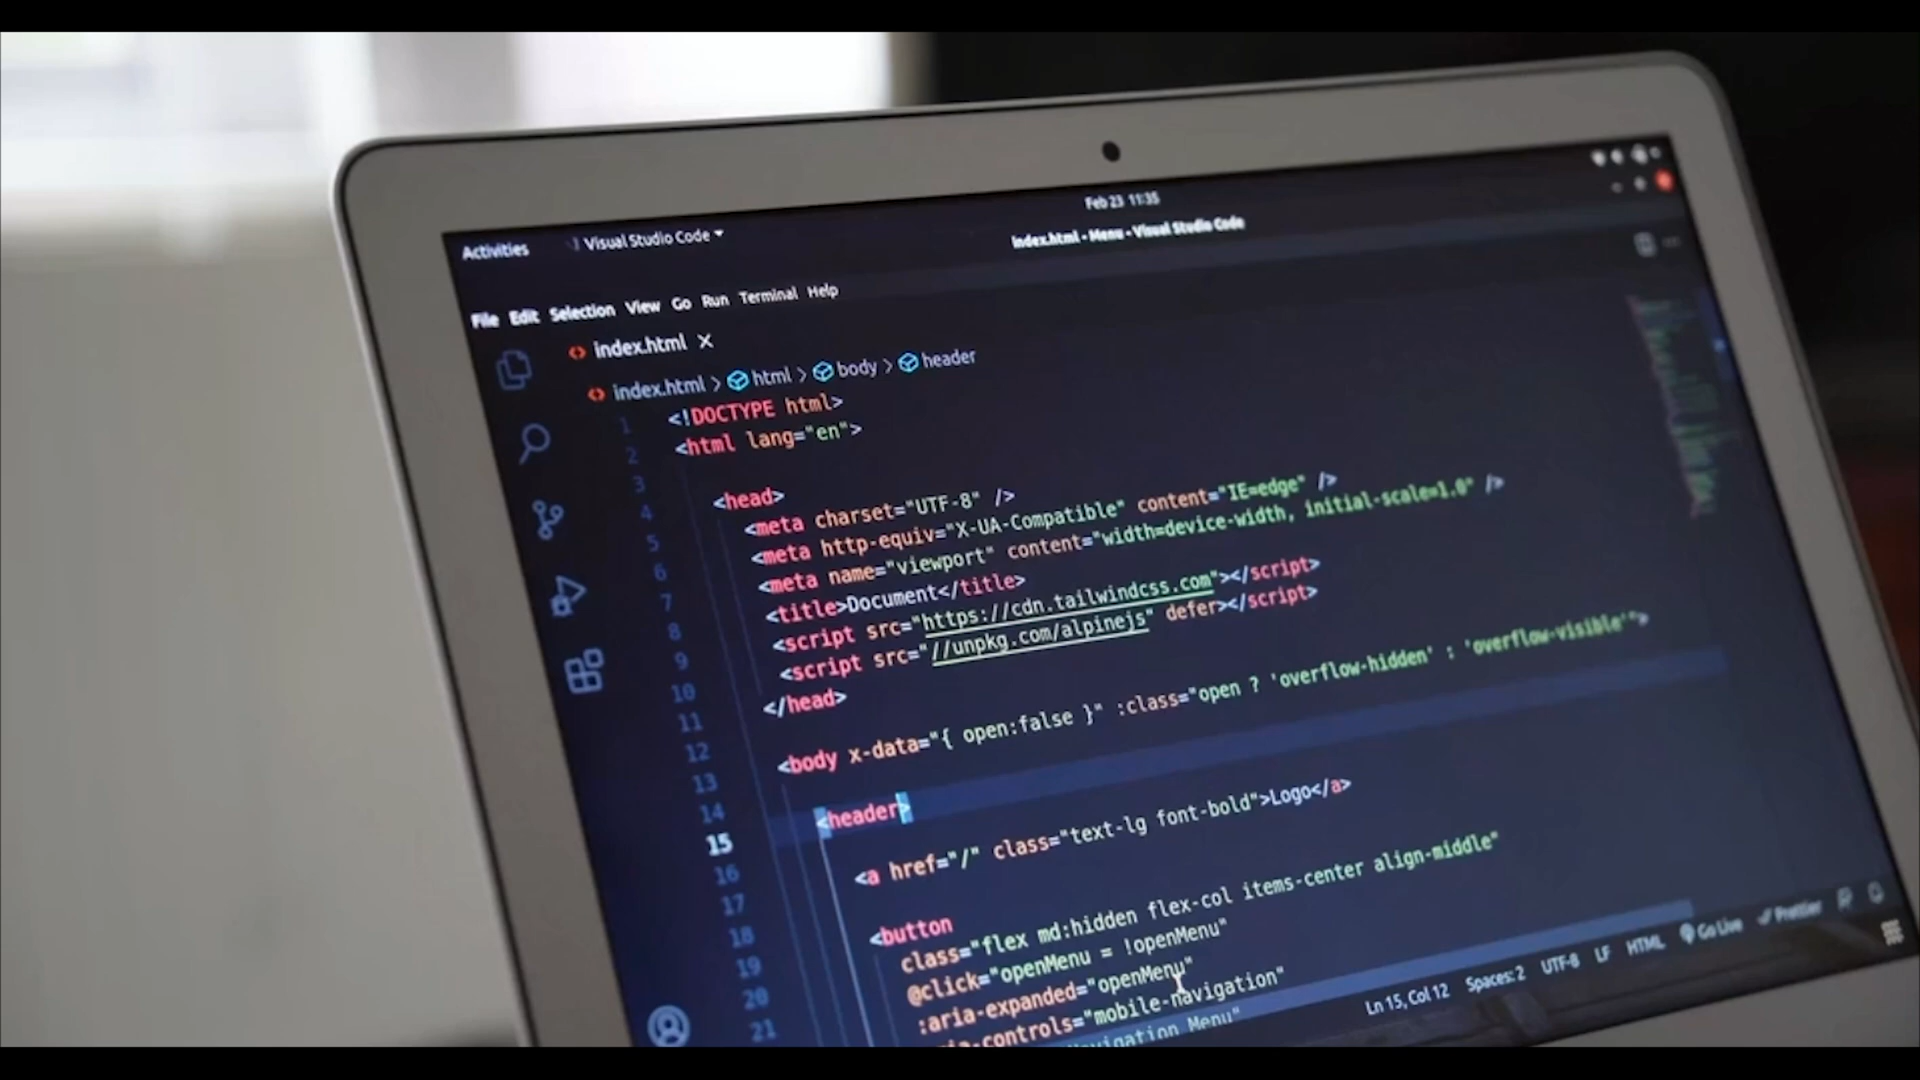 Feb 23 11:35
Activities Visual Studio Code
index.html - Menu - Visual Studio Code
File Edit Selection View Go Run Terminal Help
index.html
index.html > html > body > header
1 <!DOCTYPE html>
2 <html lang="en">
3
4 <head>
5 <meta charset="UTF-8" />
6 <meta http-equiv="X-UA-Compatible" content="IE=edge" />
7 <meta name="viewport" content="width=device-width, initial-scale=1.0" />
8 <title>Document</title>
9 <script src="https://cdn.tailwindcss.com"></script>
10 <script src="//unpkg.com/alpinejs" defer></script>
11 </head>
12
13 <body x-data="{ open:false }" :class="open ? 'overflow-hidden' : 'overflow-visible'">
14
15 <header>
16
17 <a href="/" class="text-lg font-bold">Logo</a>
18
19 <button
20 class="flex md:hidden flex-col items-center align-middle"
21 @click="openMenu = !openMenu"
:aria-expanded="openMenu"
-controls="mobile-navigation"
Navigation Menu"
Ln 15, Col 12 Spaces: 2 UTF-8 LF HTML Go Live Prettier